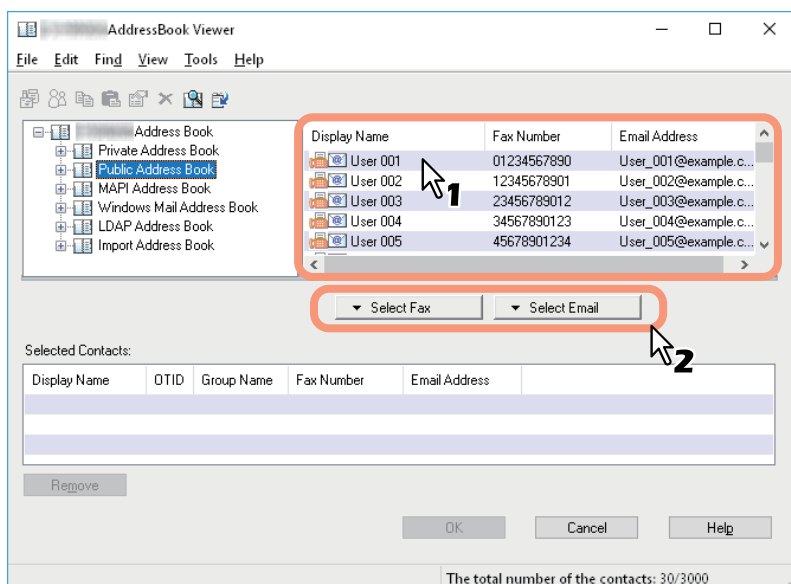 AddressBook Viewer
File Edit Find View Tools Help
Address Book
Private Address Book
Public Address Book
MAPI Address Book
Windows Mail Address Book
LDAP Address Book
Import Address Book
Display Name Fax Number Email Address
User 001 01234567890 User_001@example.c...
User 002 12345678901 User_002@example.c...
User 003 23456789012 User_003@example.c...
User 004 34567890123 User_004@example.c...
User 005 45678901234 User_005@example.c...
1
Select Fax Select Email
2
Selected Contacts:
Display Name OTID Group Name Fax Number Email Address
Remove
OK Cancel Help
The total number of the contacts: 30/3000